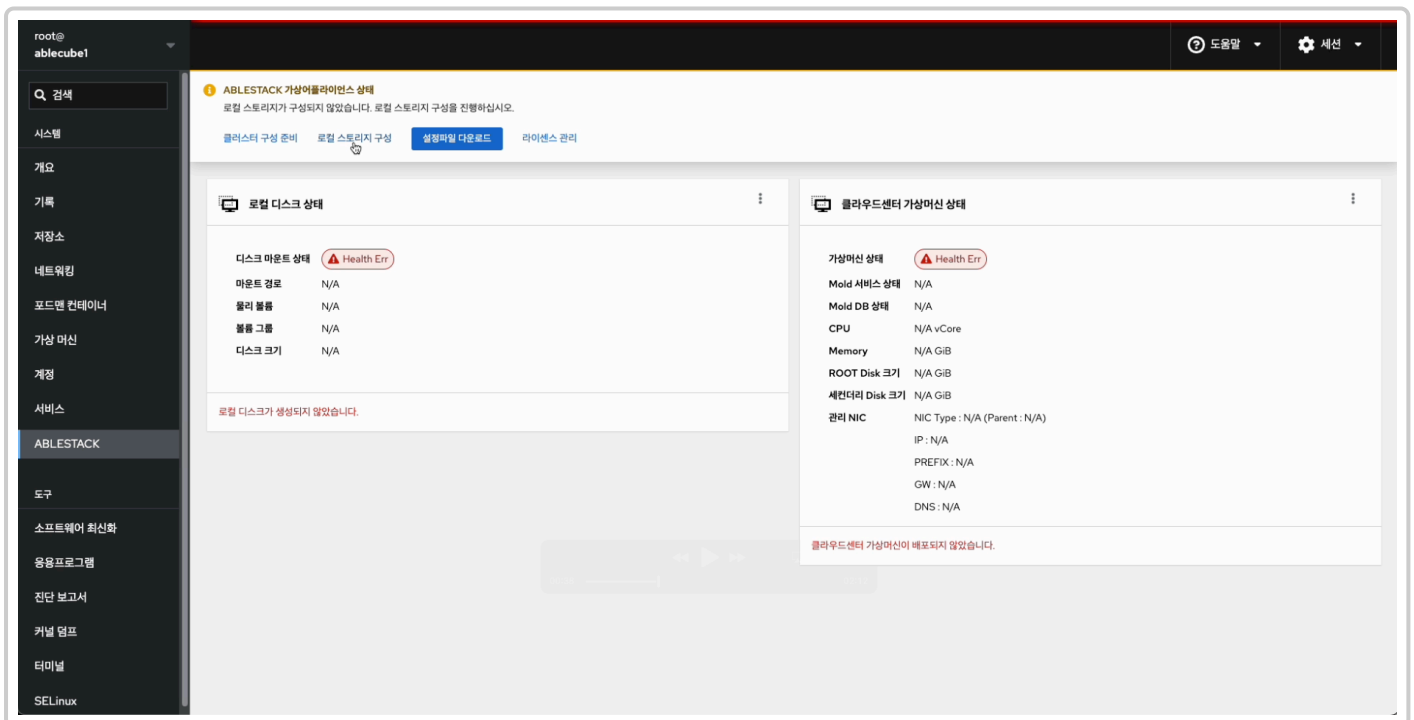 root@
ablecube1
도움말
세션
검색
시스템
개요
기록
저장소
네트워킹
포드맨 컨테이너
가상 머신
계정
서비스
ABLESTACK
도구
소프트웨어 최신화
응용프로그램
진단 보고서
커널 덤프
터미널
SELinux
ABLESTACK 가상어플라이언스 상태
로컬 스토리지가 구성되지 않았습니다. 로컬 스토리지 구성을 진행하십시오.
클러스터 구성 준비 로컬 스토리지 구성 설정파일 다운로드 라이센스 관리
로컬 디스크 상태
디스크 마운트 상태 Health Err
마운트 경로 N/A
물리 볼륨 N/A
볼륨 그룹 N/A
디스크 크기 N/A
로컬 디스크가 생성되지 않았습니다.
클라우드센터 가상머신 상태
가상머신 상태 Health Err
Mold 서비스 상태 N/A
Mold DB 상태 N/A
CPU N/A vCore
Memory N/A GiB
ROOT Disk 크기 N/A GiB
세컨더리 Disk 크기 N/A GiB
관리 NIC NIC Type : N/A (Parent : N/A)
IP : N/A
PREFIX : N/A
GW : N/A
DNS : N/A
클라우드센터 가상머신이 배포되지 않았습니다.